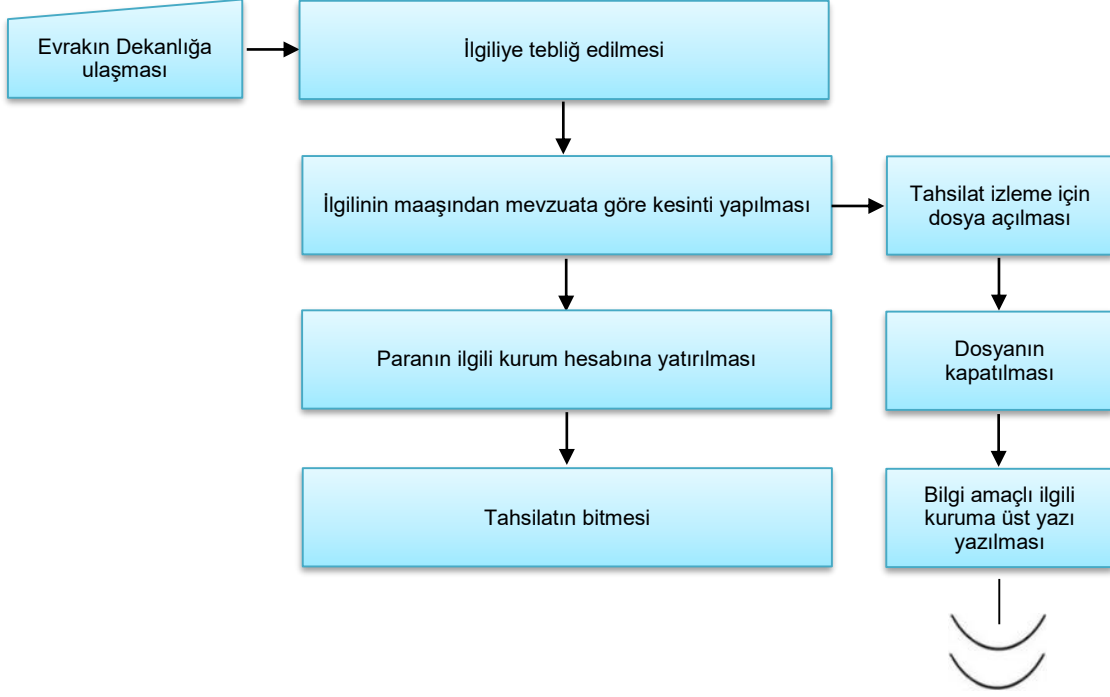 Evrakın Dekanlığa
ulaşması
İlgiliye tebliğ edilmesi
İlgilinin maaşından mevzuata göre kesinti yapılması
Tahsilat izleme için
dosya açılması
Paranın ilgili kurum hesabına yatırılması
Dosyanın
kapatılması
Tahsilatın bitmesi
Bilgi amaçlı ilgili
kuruma üst yazı
yazılması